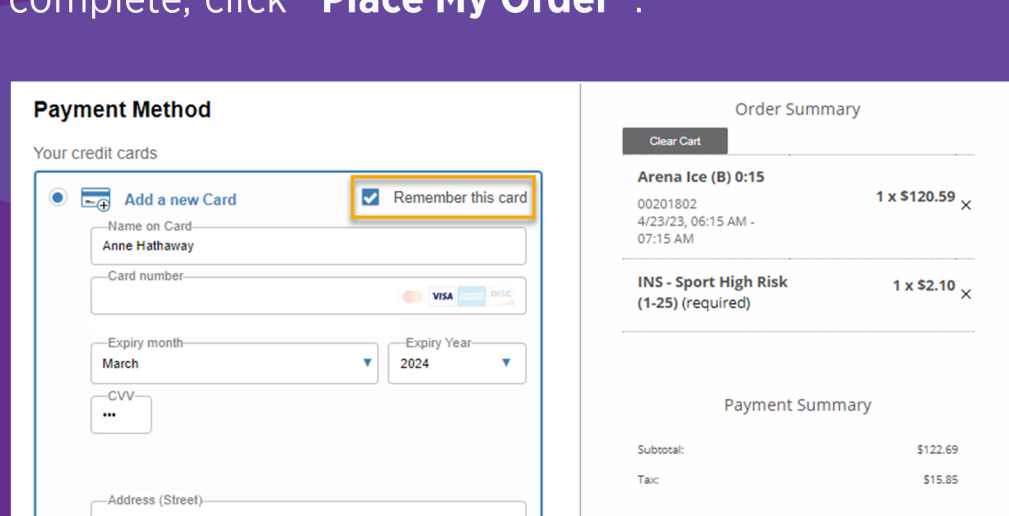 complete, click "Place My Order".
Payment Method
Your credit cards
Add a new Card
Remember this card
Name on Card
Anne Hathaway
Card number
VISA
DISC
Expiry month
March
Expiry Year
2024
CVV
•••
Address (Street)
Order Summary
Clear Cart
Arena Ice (B) 0:15
1 x $120.59 ×
00201802
4/23/23, 06:15 AM -
07:15 AM
INS - Sport High Risk
(1-25) (required)
1 x $2.10 ×
Payment Summary
Subtotal: $122.69
Tax: $15.85